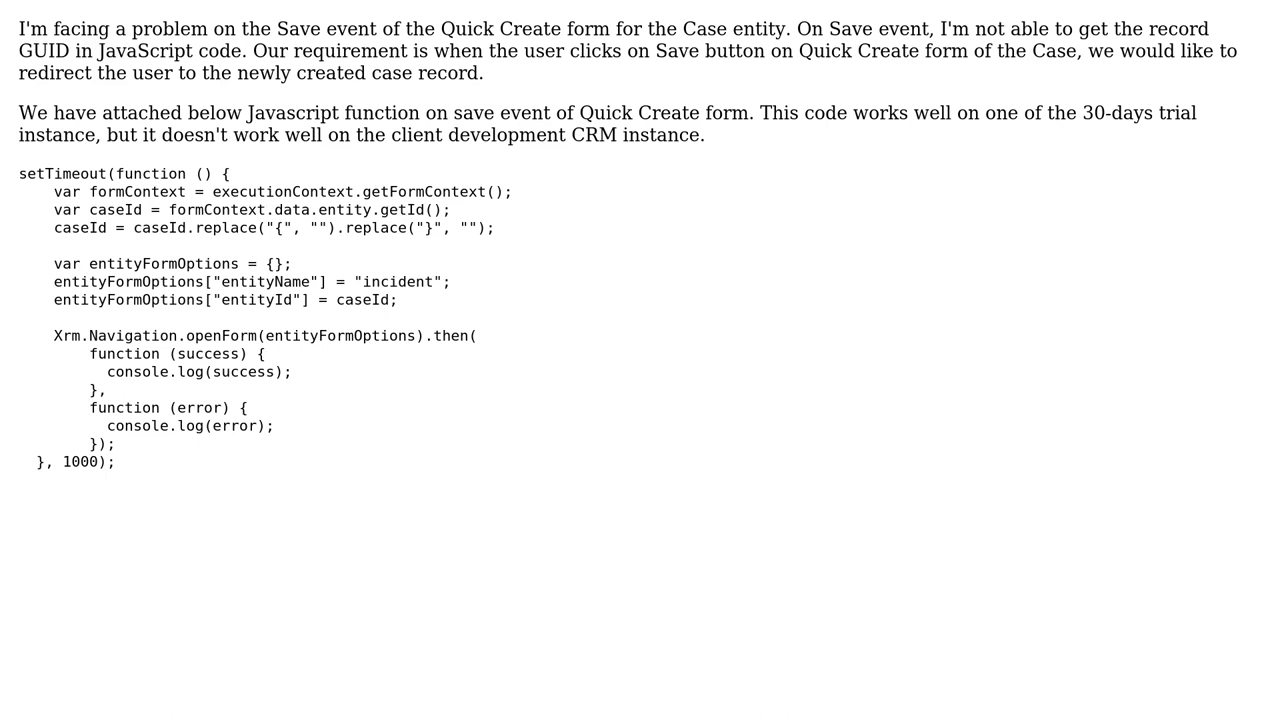 I'm facing a problem on the Save event of the Quick Create form for the Case entity. On Save event, I'm not able to get the record
GUID in JavaScript code. Our requirement is when the user clicks on Save button on Quick Create form of the Case, we would like to
redirect the user to the newly created case record.
We have attached below Javascript function on save event of Quick Create form. This code works well on one of the 30-days trial
instance, but it doesn't work well on the client development CRM instance.
setTimeout(function () {
    var formContext = executionContext.getFormContext();
    var caseId = formContext.data.entity.getId();
    caseId = caseId.replace("{", "").replace("}", "");
    var entityFormOptions = {};
    entityFormOptions["entityName"] = "incident";
    entityFormOptions["entityId"] = caseId;
    Xrm.Navigation.openForm(entityFormOptions).then(
        function (success) {
          console.log(success);
        },
        function (error) {
          console.log(error);
        });
  }, 1000);